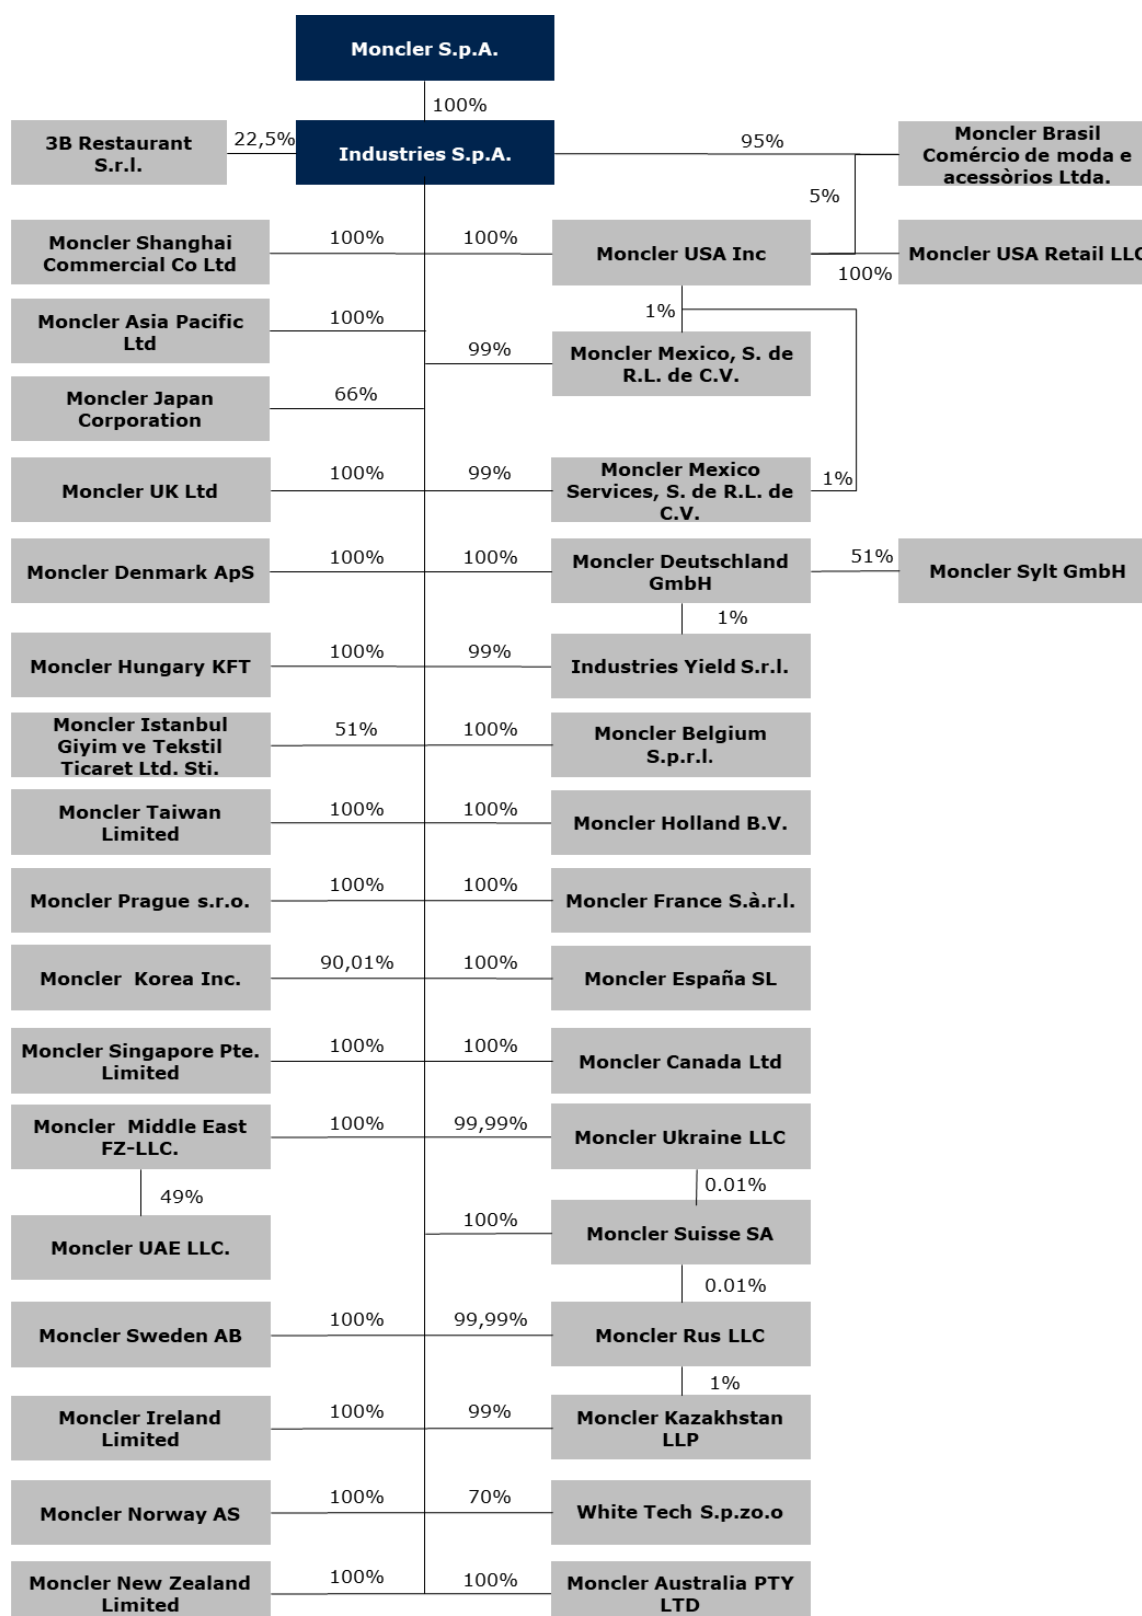 Moncler S.p.A.
100%
3B Restaurant
S.r.l.
22,5%
Industries S.p.A.
95%
Moncler Brasil
Comércio de moda e
acessòrios Ltda.
5%
Moncler Shanghai
Commercial Co Ltd
100%
100%
Moncler USA Inc
100%
Moncler USA Retail LLC
Moncler Asia Pacific
Ltd
100%
1%
99%
Moncler Mexico, S. de
R.L. de C.V.
Moncler Japan
Corporation
66%
Moncler UK Ltd
100%
99%
Moncler Mexico
Services, S. de R.L. de
C.V.
1%
Moncler Denmark ApS
100%
100%
Moncler Deutschland
GmbH
51%
Moncler Sylt GmbH
1%
Moncler Hungary KFT
100%
99%
Industries Yield S.r.l.
Moncler Istanbul
Giyim ve Tekstil
Ticaret Ltd. Sti.
51%
100%
Moncler Belgium
S.p.r.l.
Moncler Taiwan
Limited
100%
100%
Moncler Holland B.V.
Moncler Prague s.r.o.
100%
100%
Moncler France S.à.r.l.
Moncler  Korea Inc.
90,01%
100%
Moncler España SL
Moncler Singapore Pte.
Limited
100%
100%
Moncler Canada Ltd
Moncler  Middle East
FZ-LLC.
100%
99,99%
Moncler Ukraine LLC
49%
0.01%
Moncler UAE LLC.
100%
Moncler Suisse SA
0.01%
Moncler Sweden AB
100%
99,99%
Moncler Rus LLC
1%
Moncler Ireland
Limited
100%
99%
Moncler Kazakhstan
LLP
Moncler Norway AS
100%
70%
White Tech S.p.zo.o
Moncler New Zealand
Limited
100%
100%
Moncler Australia PTY
LTD